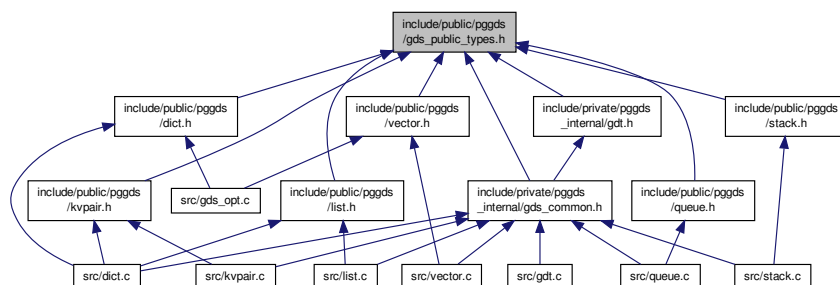 include/public/pggds
/gds_public_types.h
include/public/pggds
/dict.h
include/public/pggds
/vector.h
include/private/pggds
_internal/gdt.h
include/public/pggds
/stack.h
include/public/pggds
/kvpair.h
src/gds_opt.c
include/public/pggds
/list.h
include/private/pggds
_internal/gds_common.h
include/public/pggds
/queue.h
src/dict.c
src/kvpair.c
src/list.c
src/vector.c
src/gdt.c
src/queue.c
src/stack.c